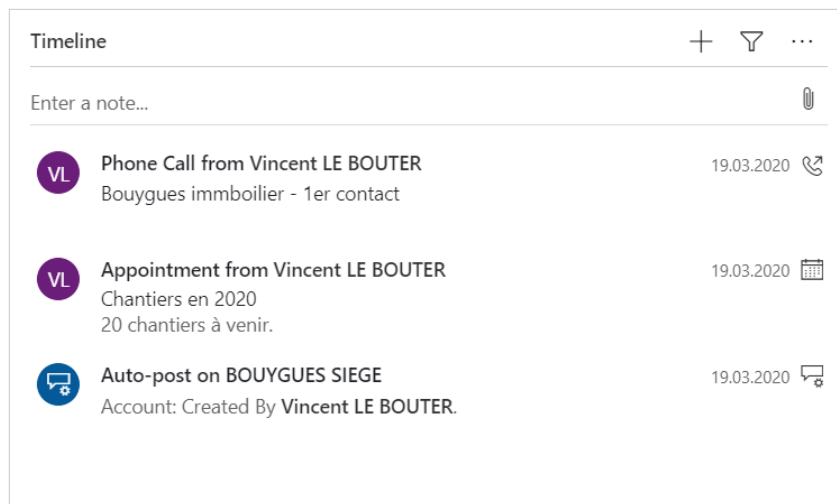 Timeline
Enter a note...
VL
Phone Call from Vincent LE BOUTER
19.03.2020
Bouygues immboilier - 1er contact
VL
Appointment from Vincent LE BOUTER
19.03.2020
Chantiers en 2020
20 chantiers à venir.
Auto-post on BOUYGUES SIEGE
19.03.2020
Account: Created By Vincent LE BOUTER.